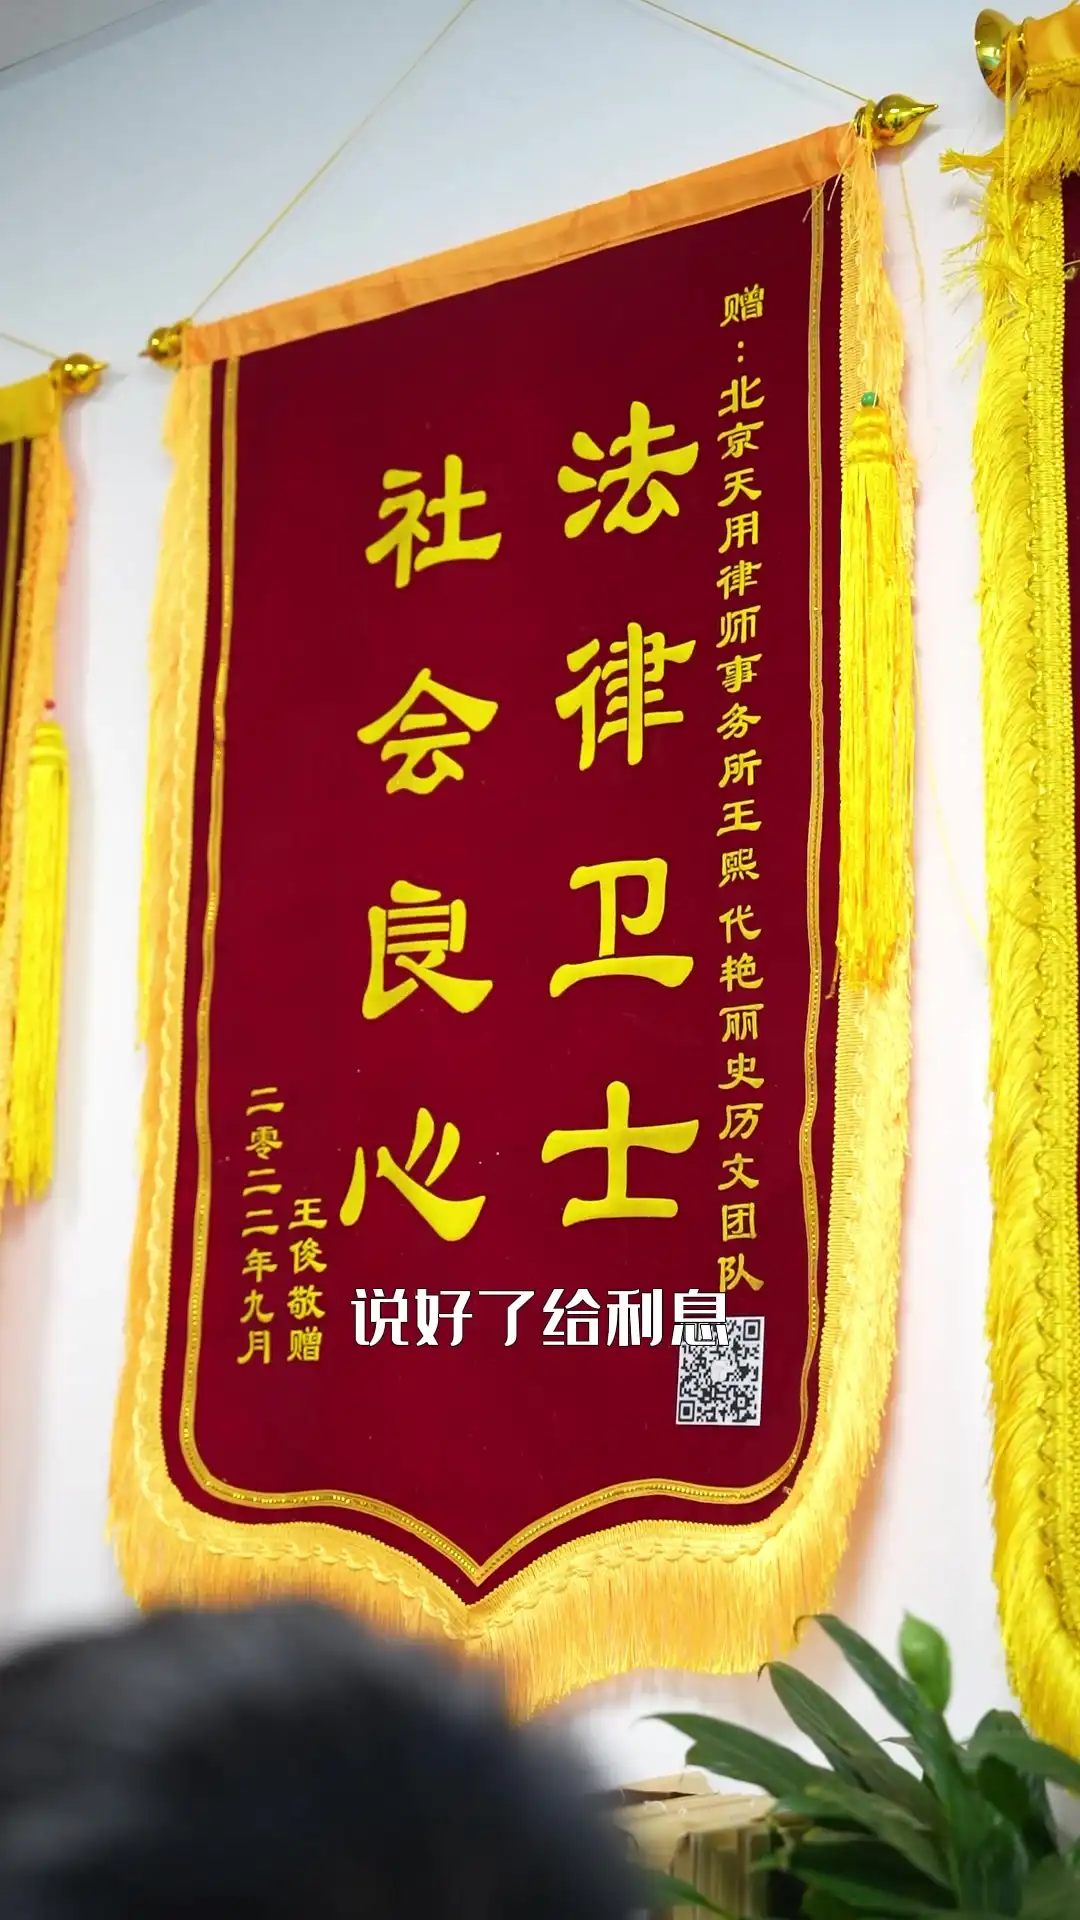 赠：北京天用律师事务所王熙代艳丽史历文团队
法律卫士
社会良心
王俊敬赠
二零二二年九月
说好了给利息